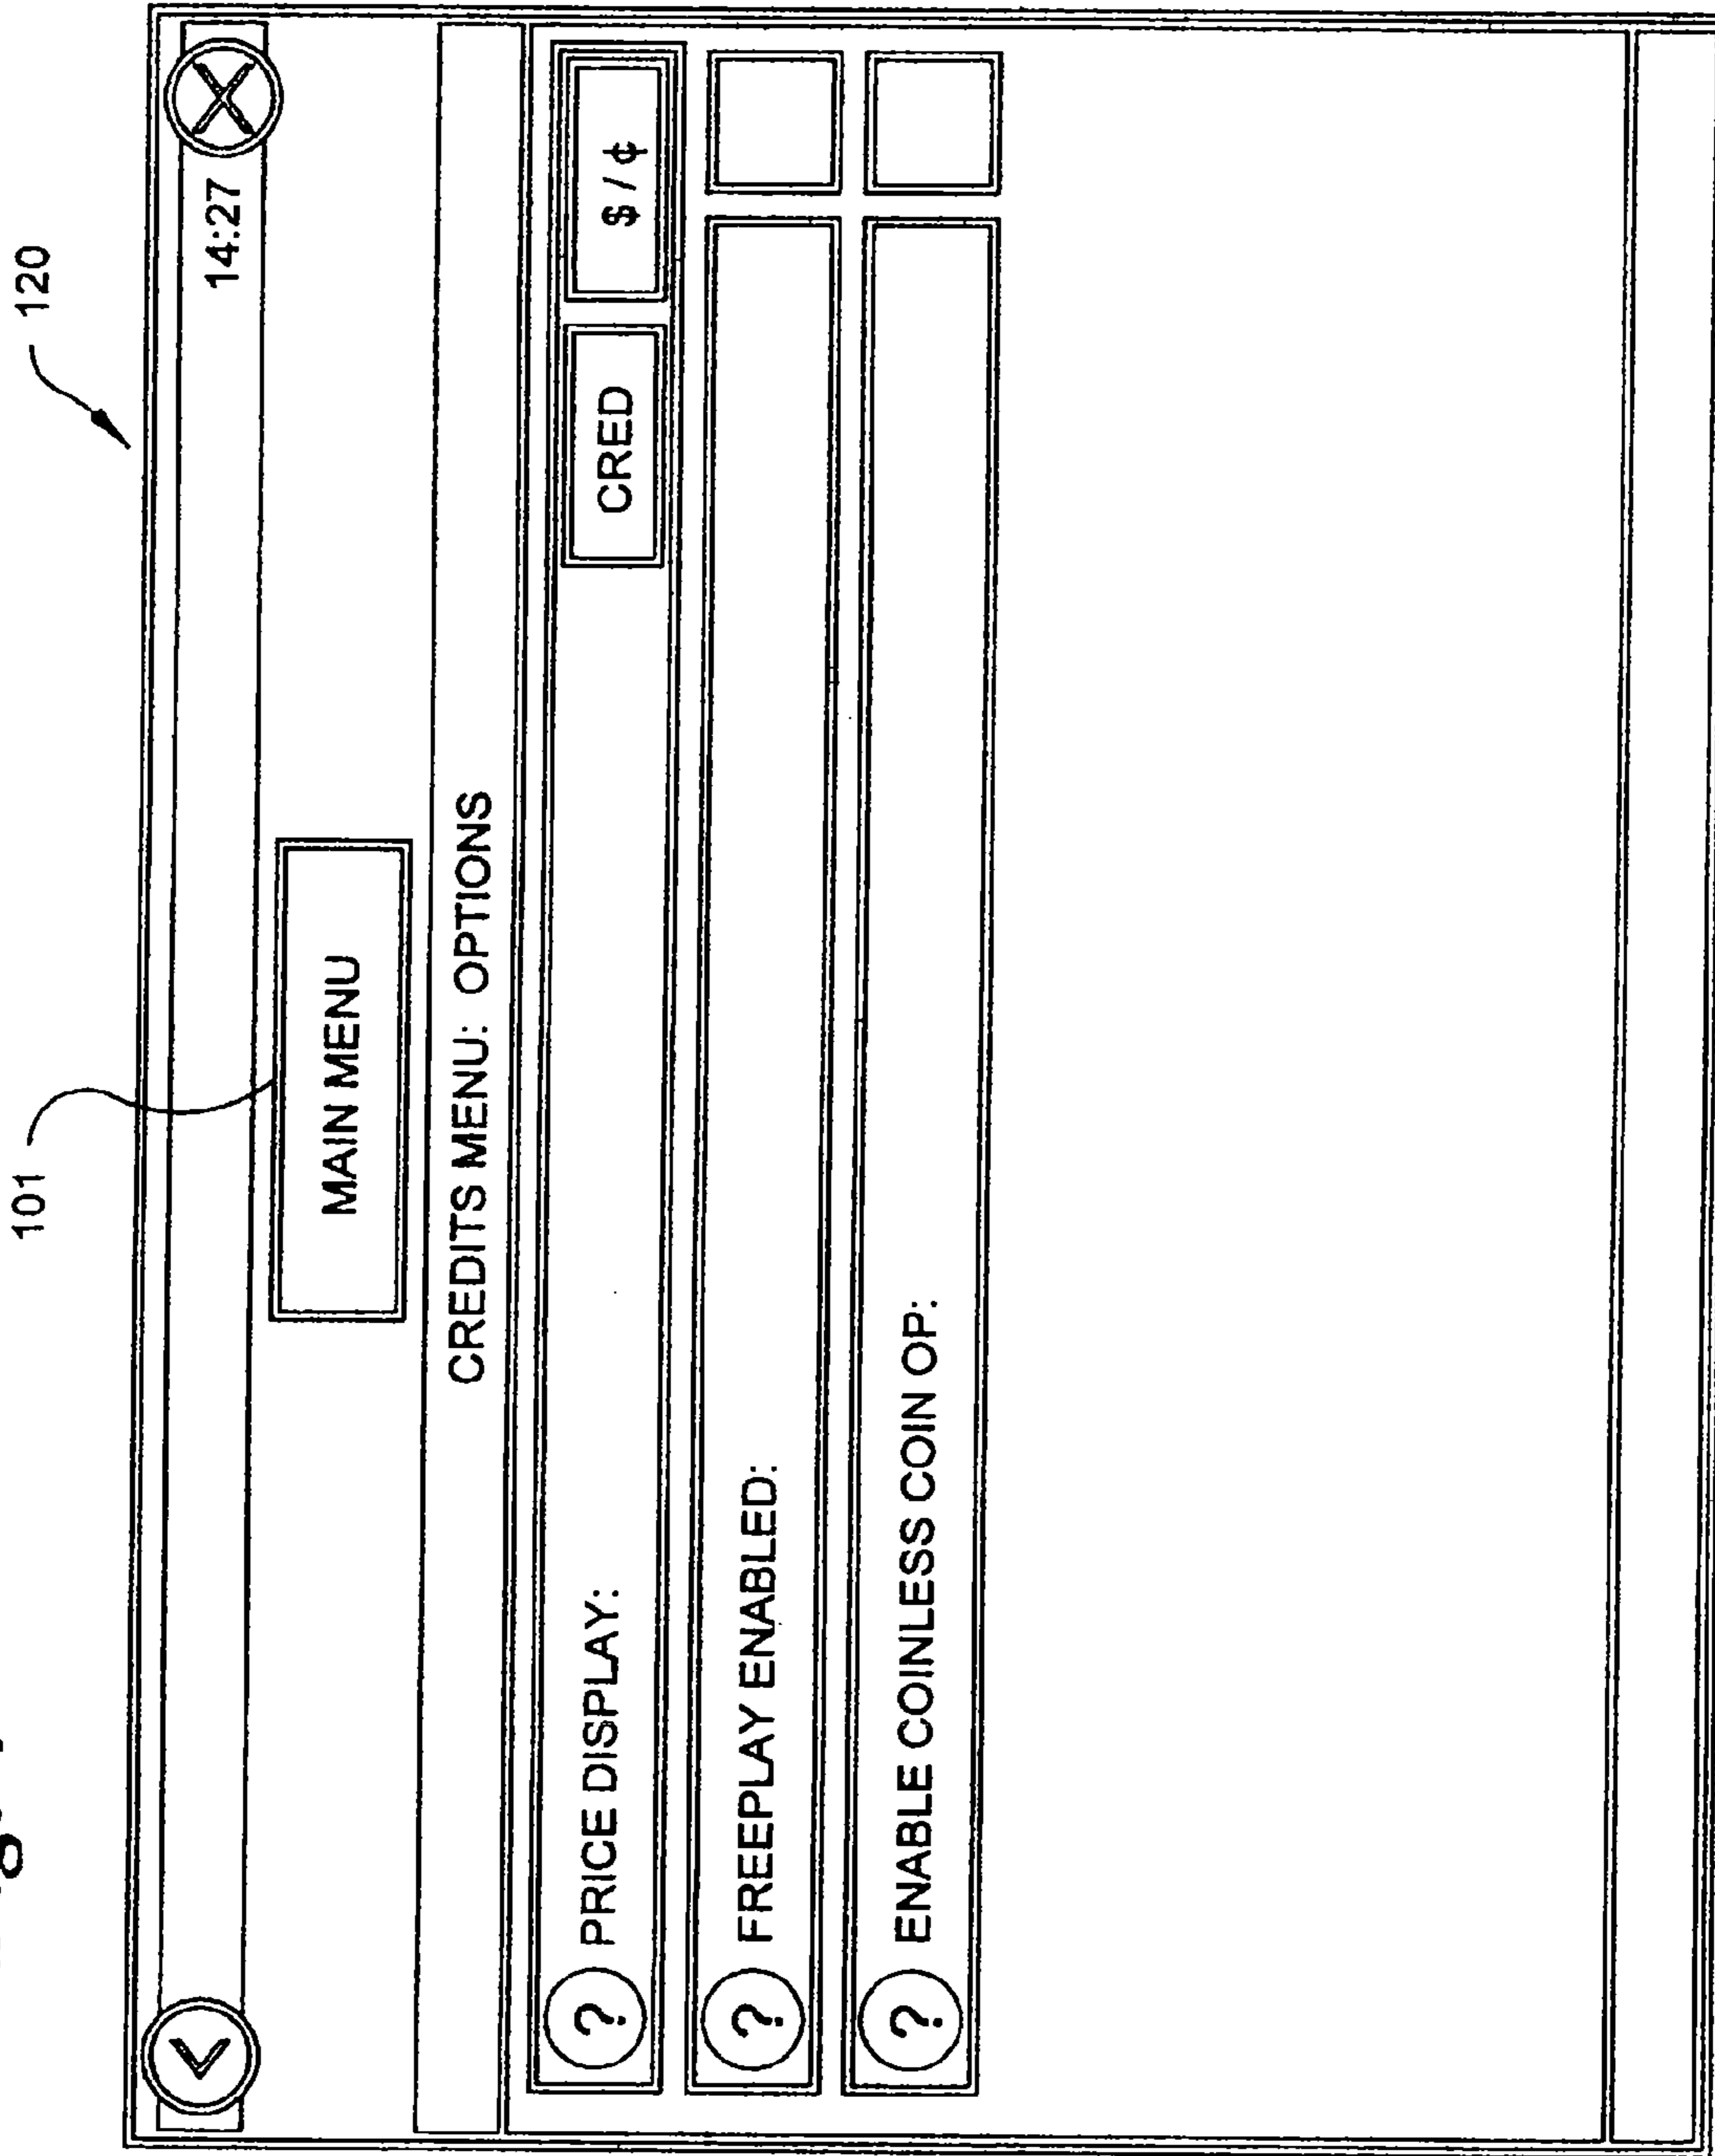 120
101
14:27
MAIN MENU
CREDITS MENU: OPTIONS
? PRICE DISPLAY: CRED $ / ¢
? FREEPLAY ENABLED:
? ENABLE COINLESS COIN OP: